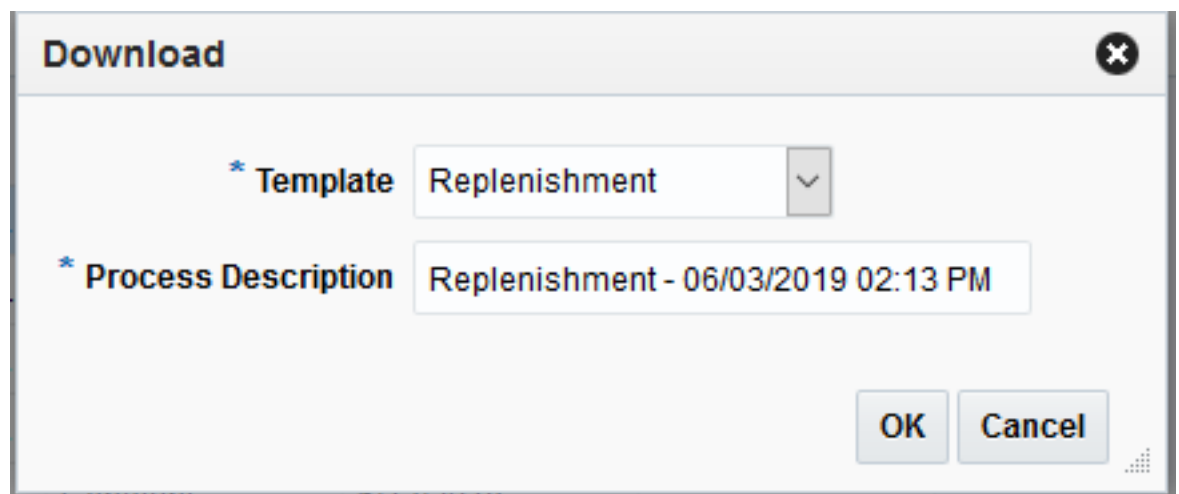 Download
* Template Replenishment
* Process Description Replenishment - 06/03/2019 02:13 PM
OK Cancel